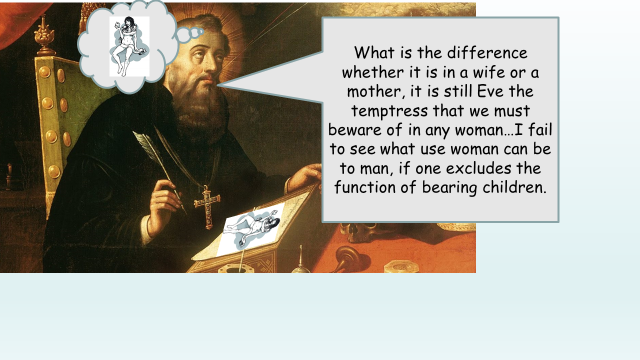 What is the difference
whether it is in a wife or a
mother, it is still Eve the
temptress that we must
beware of in any woman…I fail
to see what use woman can be
to man, if one excludes the
function of bearing children.